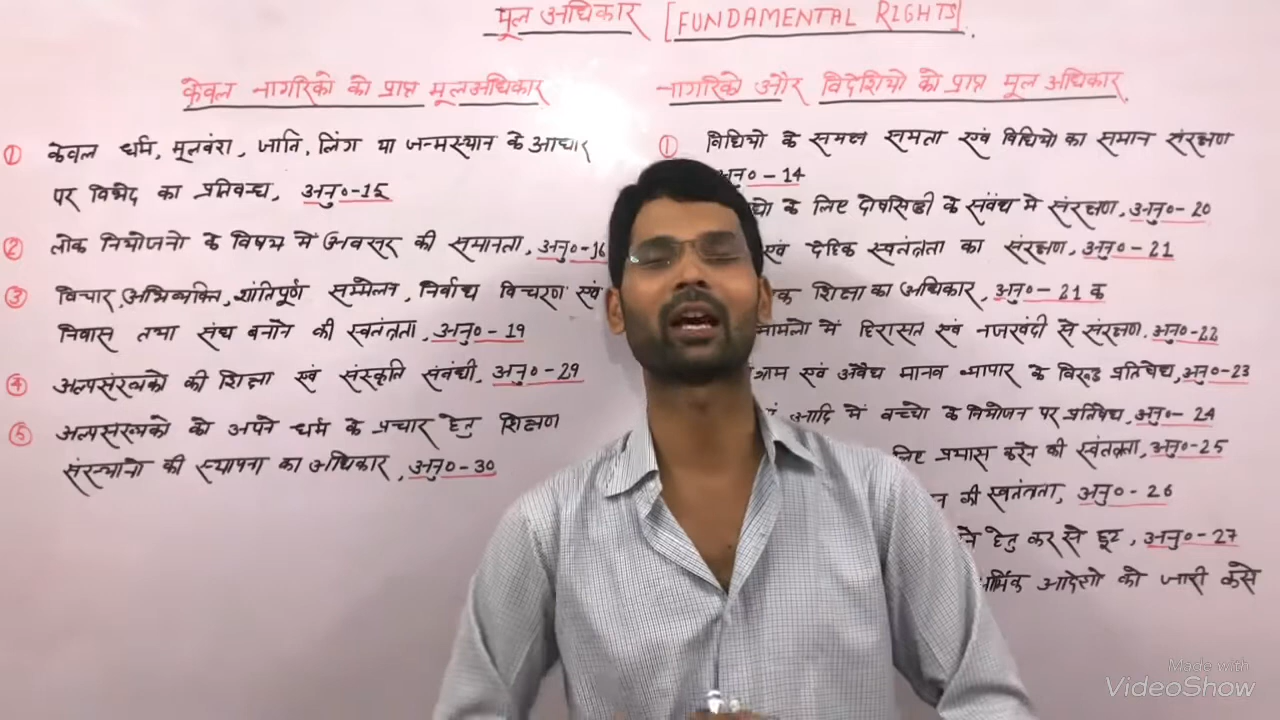 मूल अधिकार [FUNDAMENTAL RIGHTS].
केवल नागरिको को प्राप्त मूलअधिकार
① केवल धर्म, मूलवंश, जाति, लिंग या जन्मस्थान के आधार
पर विभेद का प्रतिबन्ध, अनु०-15
② लोक नियोजनो के विषय में अवसर की समानता, अनु०-16
③ विचार, अभिव्यक्ति, शांतिपूर्ण सम्मेलन, निर्वाध विचरण एवं
निवास तथा संघ बनाने की स्वतंत्रता, अनु०-19
④ अल्पसंख्यको की शिक्षा एवं संस्कृति संबंधी, अनु०-29
⑤ अल्पसंख्यको को अपने धर्म के प्रचार हेतु शिक्षण
संस्थानो की स्थापना का अधिकार, अनु०-30
नागरिको और विदेशियो को प्राप्त मूल अधिकार
① विधियो के समक्ष समता एवं विधियो का समान संरक्षण
अनु०-14
के लिए दोषसिद्धी के संबंध मे संरक्षण, अनु०-20
एवं दैहिक स्वतंत्रता का संरक्षण, अनु०-21
शिक्षा का अधिकार, अनु०-21 क
में हिरासत एवं नजरबंदी से संरक्षण. अनु०-22
एवं अवैध मानव व्यापार के विरुद्ध प्रतिषेध, अनु०-23
आदि में बच्चो के नियोजन पर प्रतिषेध, अनु०-24
लिए प्रयास करने की स्वंतत्रता, अनु०-25
की स्वतंत्रता, अनु०-26
हेतु कर से छूट, अनु०-27
आदेशो को जारी करने
Made with
VideoShow